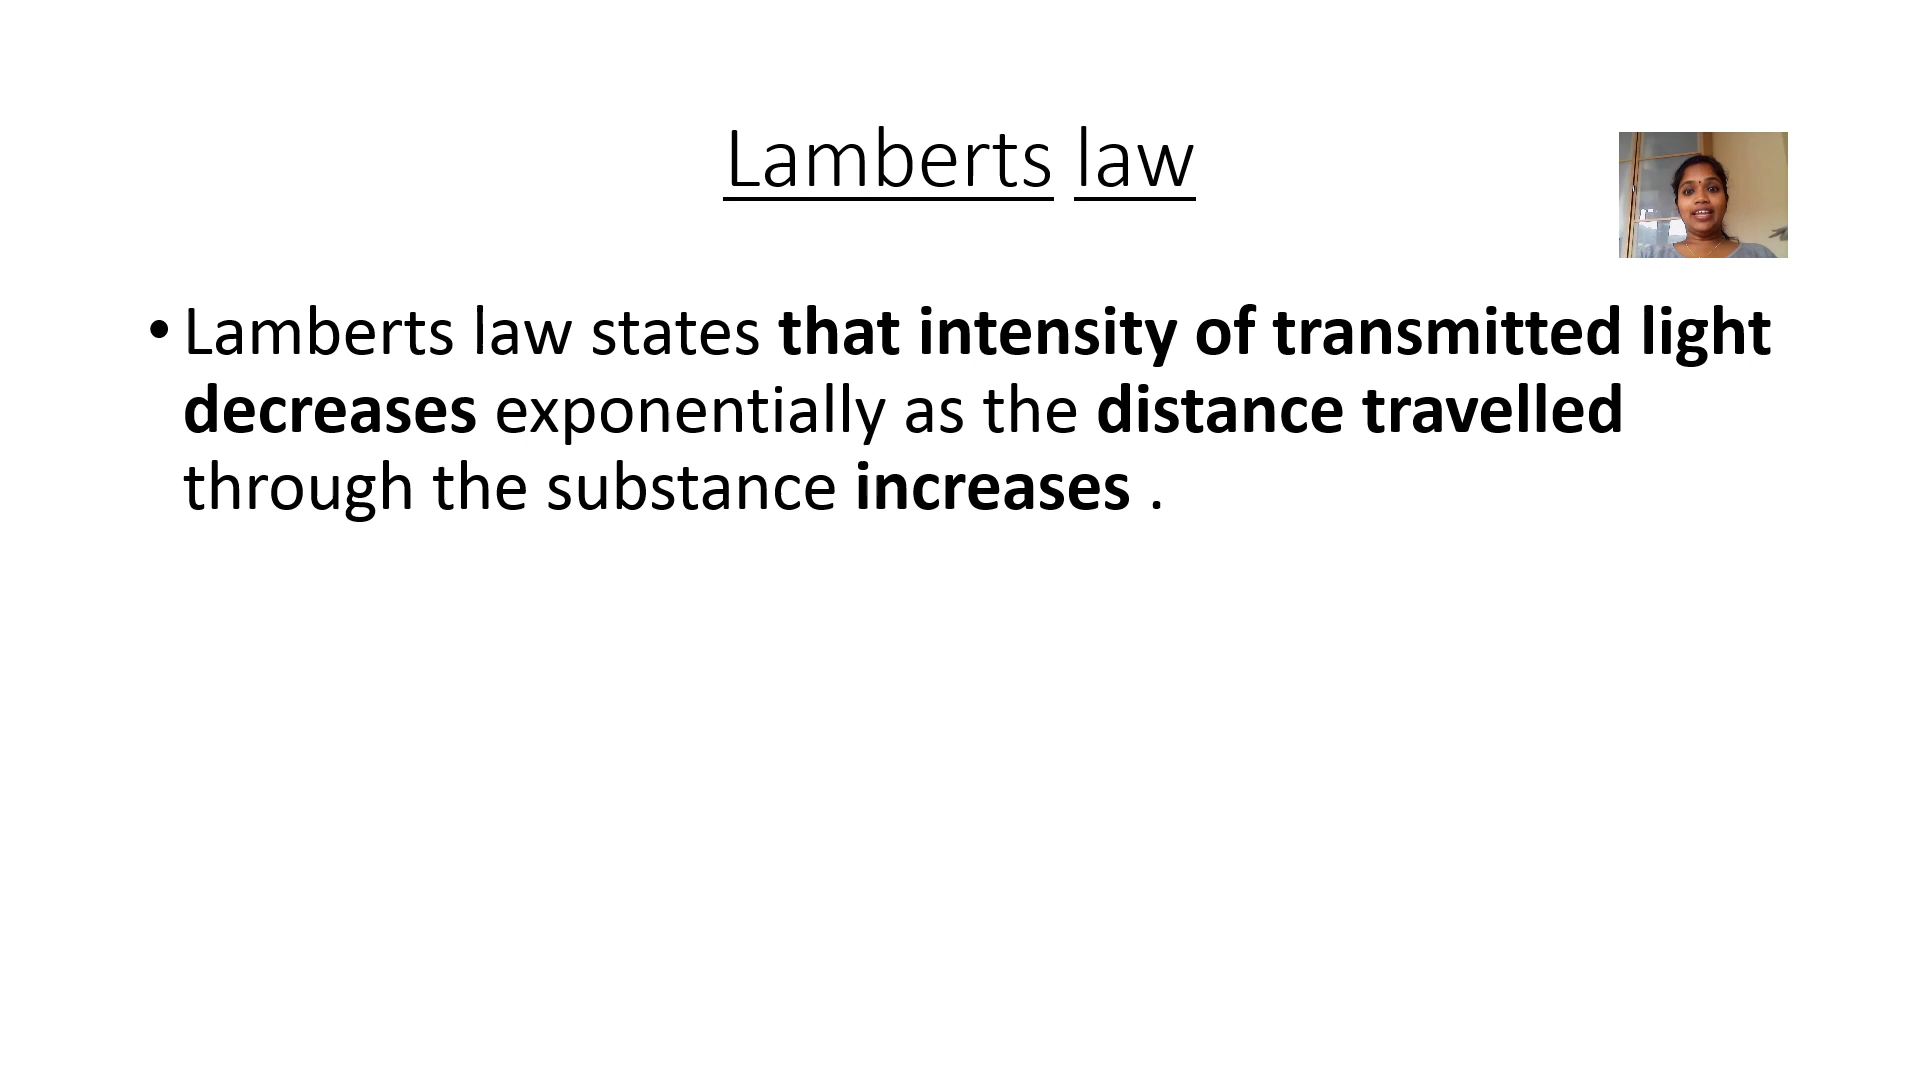 Lamberts law
• Lamberts law states that intensity of transmitted light
decreases exponentially as the distance travelled
through the substance increases .